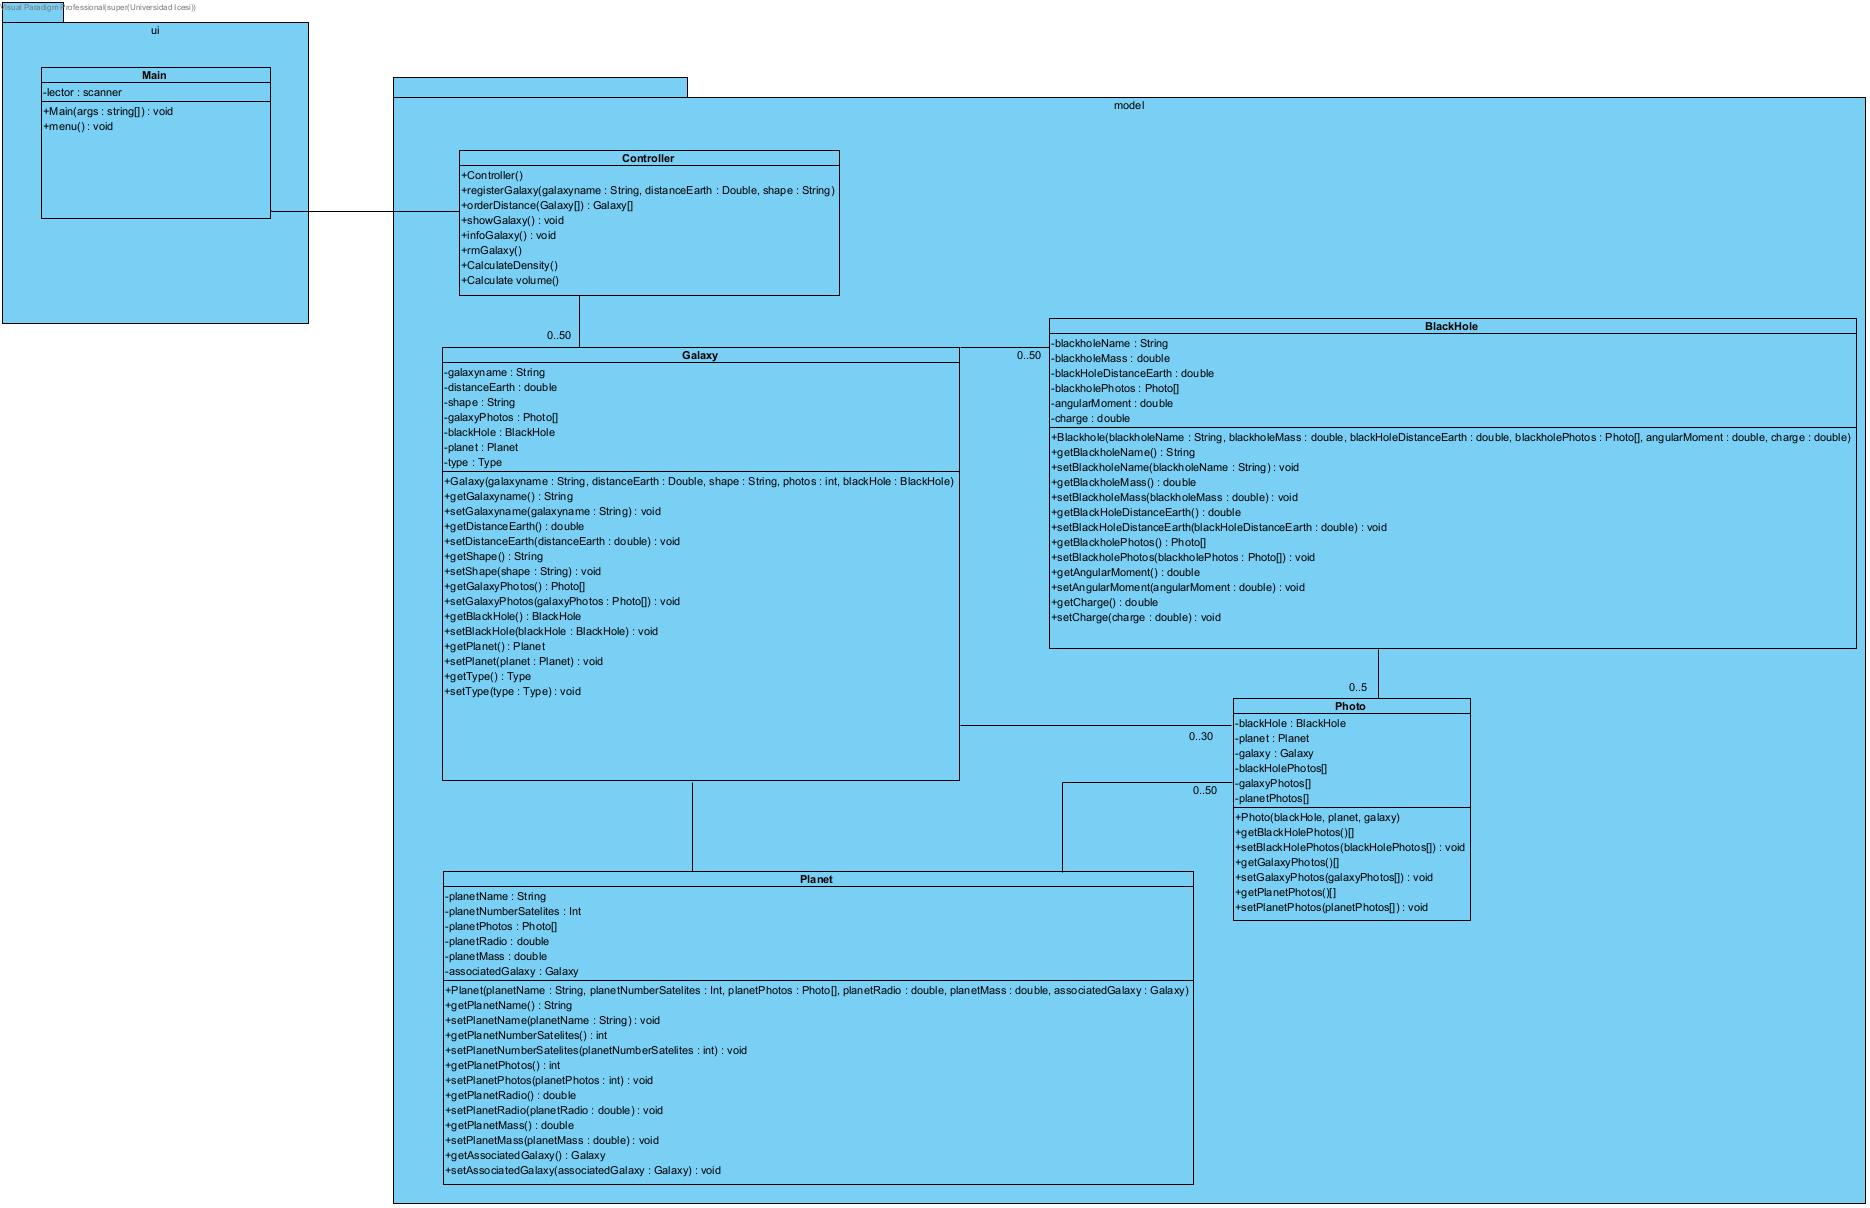 Visual Paradigm Professional(super(Universidad Icesi))
ui
Main
-lector : scanner
+Main(args : string[]) : void
+menu() : void
model
Controller
+Controller()
+registerGalaxy(galaxyname : String, distanceEarth : Double, shape : String)
+orderDistance(Galaxy[]) : Galaxy[]
+showGalaxy() : void
+infoGalaxy() : void
+rmGalaxy()
+CalculateDensity()
+Calculate volume()
0..50
Galaxy
-galaxyname : String
-distanceEarth : double
-shape : String
-galaxyPhotos : Photo[]
-blackHole : BlackHole
-planet : Planet
-type : Type
+Galaxy(galaxyname : String, distanceEarth : Double, shape : String, photos : int, blackHole : BlackHole)
+getGalaxyname() : String
+setGalaxyname(galaxyname : String) : void
+getDistanceEarth() : double
+setDistanceEarth(distanceEarth : double) : void
+getShape() : String
+setShape(shape : String) : void
+getGalaxyPhotos() : Photo[]
+setGalaxyPhotos(galaxyPhotos : Photo[]) : void
+getBlackHole() : BlackHole
+setBlackHole(blackHole : BlackHole) : void
+getPlanet() : Planet
+setPlanet(planet : Planet) : void
+getType() : Type
+setType(type : Type) : void
0..50
BlackHole
-blackholeName : String
-blackholeMass : double
-blackHoleDistanceEarth : double
-blackholePhotos : Photo[]
-angularMoment : double
-charge : double
+Blackhole(blackholeName : String, blackholeMass : double, blackHoleDistanceEarth : double, blackholePhotos : Photo[], angularMoment : double, charge : double)
+getBlackholeName() : String
+setBlackholeName(blackholeName : String) : void
+getBlackholeMass() : double
+setBlackholeMass(blackholeMass : double) : void
+getBlackHoleDistanceEarth() : double
+setBlackHoleDistanceEarth(blackHoleDistanceEarth : double) : void
+getBlackholePhotos() : Photo[]
+setBlackholePhotos(blackholePhotos : Photo[]) : void
+getAngularMoment() : double
+setAngularMoment(angularMoment : double) : void
+getCharge() : double
+setCharge(charge : double) : void
0..5
0..30
0..50
Photo
-blackHole : BlackHole
-planet : Planet
-galaxy : Galaxy
-blackHolePhotos[]
-galaxyPhotos[]
-planetPhotos[]
+Photo(blackHole, planet, galaxy)
+getBlackHolePhotos()[]
+setBlackHolePhotos(blackHolePhotos[]) : void
+getGalaxyPhotos()[]
+setGalaxyPhotos(galaxyPhotos[]) : void
+getPlanetPhotos()[]
+setPlanetPhotos(planetPhotos[]) : void
Planet
-planetName : String
-planetNumberSatelites : Int
-planetPhotos : Photo[]
-planetRadio : double
-planetMass : double
-associatedGalaxy : Galaxy
+Planet(planetName : String, planetNumberSatelites : Int, planetPhotos : Photo[], planetRadio : double, planetMass : double, associatedGalaxy : Galaxy)
+getPlanetName() : String
+setPlanetName(planetName : String) : void
+getPlanetNumberSatelites() : int
+setPlanetNumberSatelites(planetNumberSatelites : int) : void
+getPlanetPhotos() : int
+setPlanetPhotos(planetPhotos : int) : void
+getPlanetRadio() : double
+setPlanetRadio(planetRadio : double) : void
+getPlanetMass() : double
+setPlanetMass(planetMass : double) : void
+getAssociatedGalaxy() : Galaxy
+setAssociatedGalaxy(associatedGalaxy : Galaxy) : void